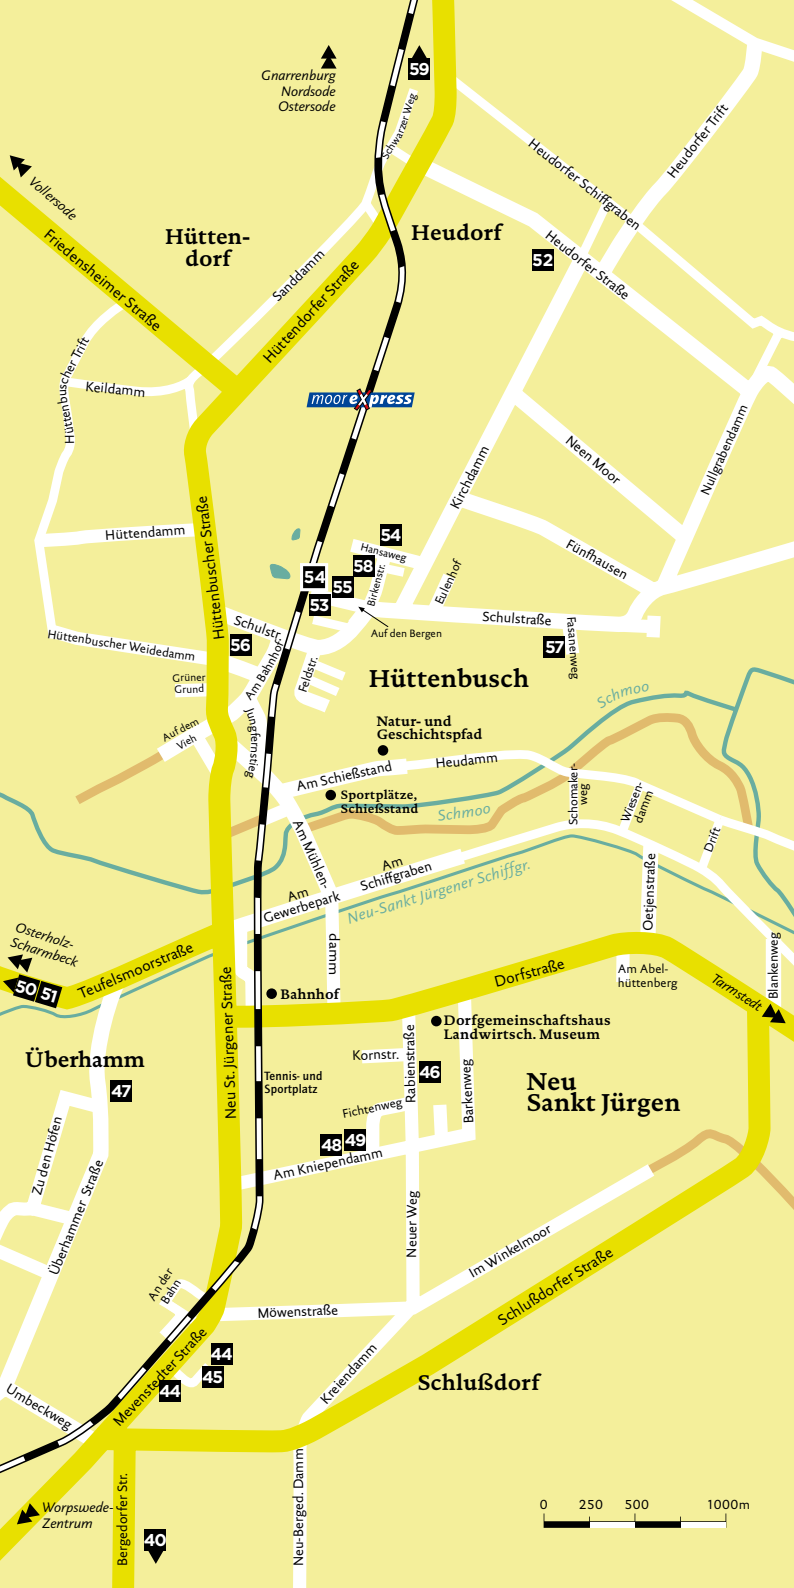 Gnarrenburg
Nordsode
Ostersode
59
Schwarzer Weg
Heudorfer Schiffgraben
Heudorfer Trift
Vollersode
Hütten-
dorf
Heudorf
Friedensheimer Straße
Sanddamm
Hüttendorfer Straße
52
Heudorfer Straße
Hüttenbuscher Trift
Keildamm
moorexpress
Kirchdamm
Neen Moor
Nullgrabendamm
Hüttendamm
Hüttenbuscher Straße
54
Hansaweg
58
54
55
53
Birkenstr.
Eulenhof
Fünfhausen
Auf den Bergen
Schulstraße
57
Fasanenweg
Schulstr.
56
Hüttenbuscher Weidedamm
Am Bahnhof
Feldstr.
Grüner
Grund
Hüttenbusch
Auf dem
Vieh
Jungfernstieg
Schmoo
Natur- und
Geschichtspfad
Am Schießstand
Heudamm
Sportplätze,
Schießstand
Schmoo
Schomaker-
weg
Wiesen-
damm
Drift
Am Mühlen-
damm
Am
Schiffgraben
Am
Gewerbepark
Neu-Sankt Jürgener Schiffgr.
Oetjenstraße
Osterholz-
Scharmbeck
50
51
Teufelsmoorstraße
Neu St. Jürgener Straße
Bahnhof
Dorfstraße
Am Abel-
hüttenberg
Tarmstedt
Blankenweg
Dorfgemeinschaftshaus
Landwirtsch. Museum
Überhamm
47
Tennis- und
Sportplatz
Kornstr.
Rabienstraße
46
Barkenweg
Neu
Sankt Jürgen
Fichtenweg
48
49
Am Kniependamm
Zu den Höfen
Überhammer Straße
Neuer Weg
Im Winkelmoor
Schlußdorfer Straße
An der
Bahn
Möwenstraße
Mevenstedter Straße
44
45
44
Kreiendamm
Schlußdorf
Umbeckweg
Worpswede-
Zentrum
Bergedorfer Str.
40
Neu-Berged. Damm
0 250 500 1000m